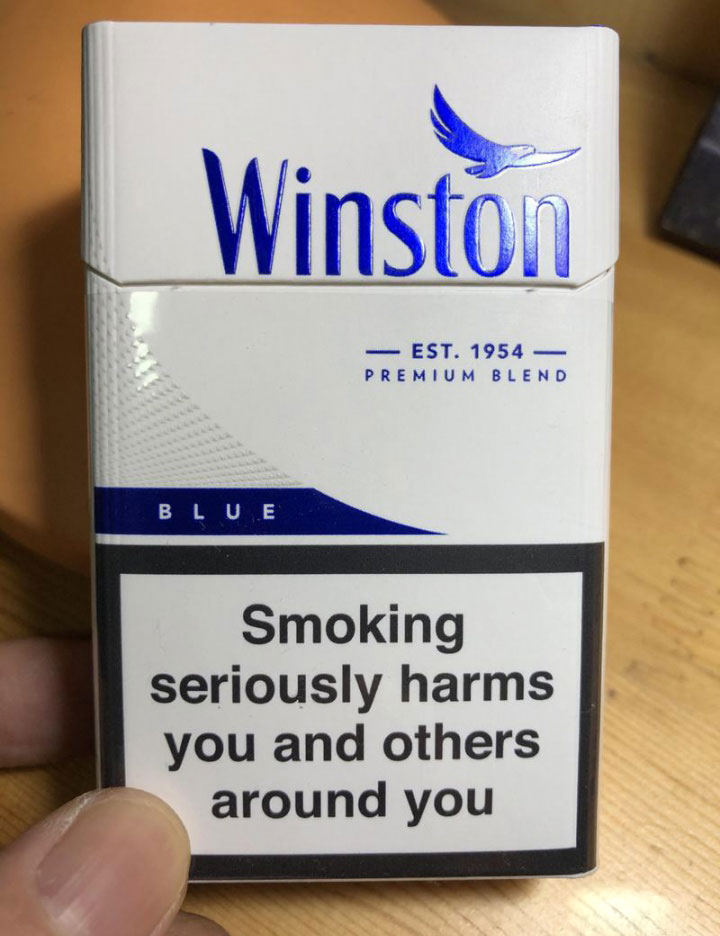 Winston
EST. 1954
PREMIUM BLEND
BLUE
Smoking
seriously harms
you and others
around you